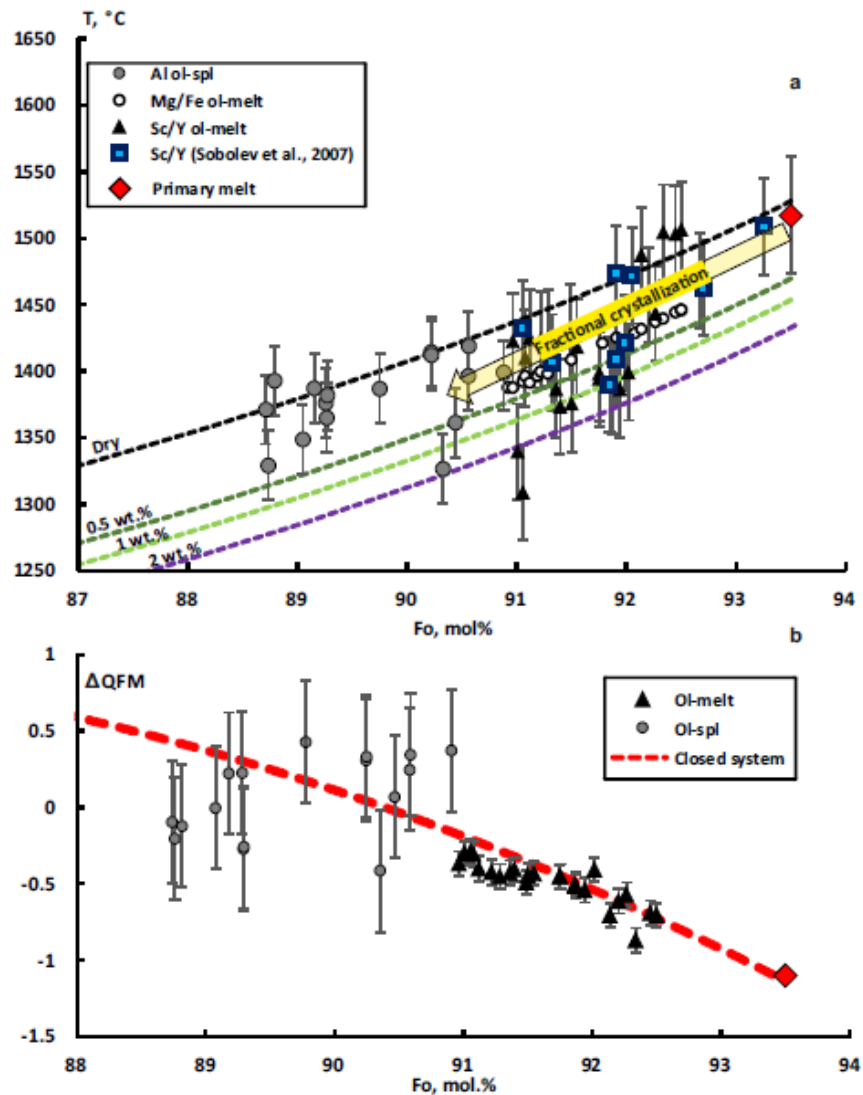 T, °C
a
1650
1600
1550
1500
1450
1400
1350
1300
1250
Al ol-spl
Mg/Fe ol-melt
Sc/Y ol-melt
Sc/Y (Sobolev et al., 2007)
Primary melt
Fractional crystallization
Dry
0.5 wt.%
1 wt.%
2 wt.%
87 88 89 90 91 92 93 94
Fo, mol%
b
ΔQFM
1
0.5
0
-0.5
-1
-1.5
Ol-melt
Ol-spl
Closed system
88 89 90 91 92 93 94
Fo, mol.%